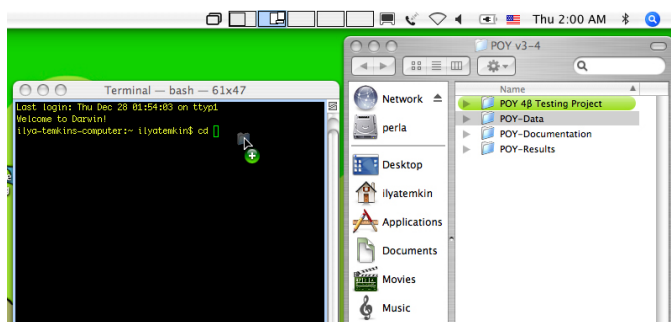 Thu 2:00 AM
POY v3-4
Terminal — bash — 61x47
Last login: Thu Dec 28 01:54:03 on ttyp1
Welcome to Darwin!
ilya-temkins-computer:~ ilyatemkin$ cd
Network
perla
Desktop
ilyatemkin
Applications
Documents
Movies
Music
Name
POY 4β Testing Project
POY-Data
POY-Documentation
POY-Results